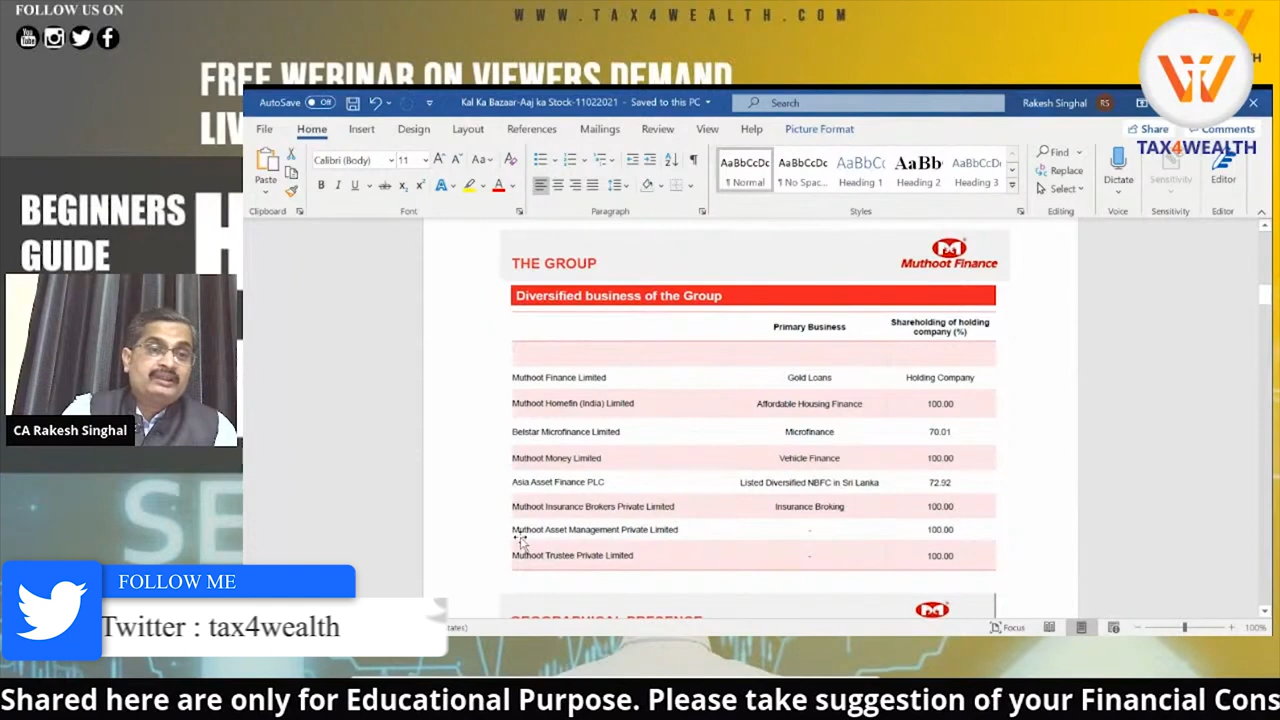 FOLLOW US ON
WWW.TAX4WEALTH.COM
FREE WEBINAR ON VIEWERS DEMAND
BEGINNERS
GUIDE
TAX4WEALTH
AutoSave Off
Kal Ka Bazaar-Aaj ka Stock-11022021 - Saved to this PC
Search
Rakesh Singhal RS
File Home Insert Design Layout References Mailings Review View Help Picture Format Share Comments
Paste
Calibri (Body) 11
AaBbCcDc AaBbCcDc AaBbCc AaBb AaBbCcDc
Normal No Spac... Heading 1 Heading 2 Heading 3
Find
Replace
Select
Dictate
Sensitivity
Editor
Clipboard Font Paragraph Styles Editing Voice Sensitivity Editor
THE GROUP
Muthoot Finance
Diversified business of the Group
Primary Business
Shareholding of holding
company (%)
Muthoot Finance Limited Gold Loans Holding Company
Muthoot Homefin (India) Limited Affordable Housing Finance 100.00
Belstar Microfinance Limited Microfinance 70.01
Muthoot Money Limited Vehicle Finance 100.00
Asia Asset Finance PLC Listed Diversified NBFC in Sri Lanka 72.92
Muthoot Insurance Brokers Private Limited Insurance Broking 100.00
Muthoot Asset Management Private Limited - 100.00
Muthoot Trustee Private Limited - 100.00
GEOGRAPHICAL PRESENCE
Focus
100%
CA Rakesh Singhal
FOLLOW ME
Twitter : tax4wealth
Shared here are only for Educational Purpose. Please take suggestion of your Financial Cons